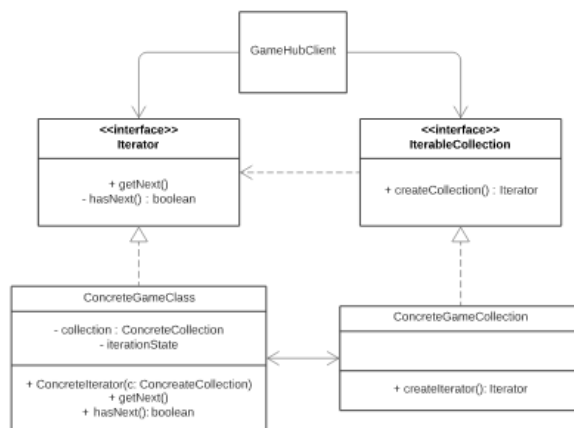 GameHubClient
<<interface>>
Iterator
+ getNext()
- hasNext() : boolean
<<interface>>
IterableCollection
+ createCollection() : Iterator
ConcreteGameClass
- collection : ConcreteCollection
- iterationState
+ ConcreteIterator(c: ConcreateCollection)
+ getNext()
+ hasNext(): boolean
ConcreteGameCollection
+ createIterator(): Iterator